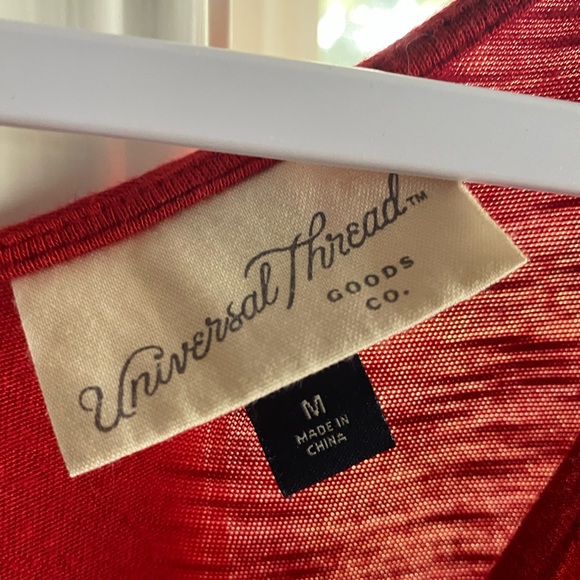 Universal Thread™
GOODS
CO.
M
MADE IN
CHINA